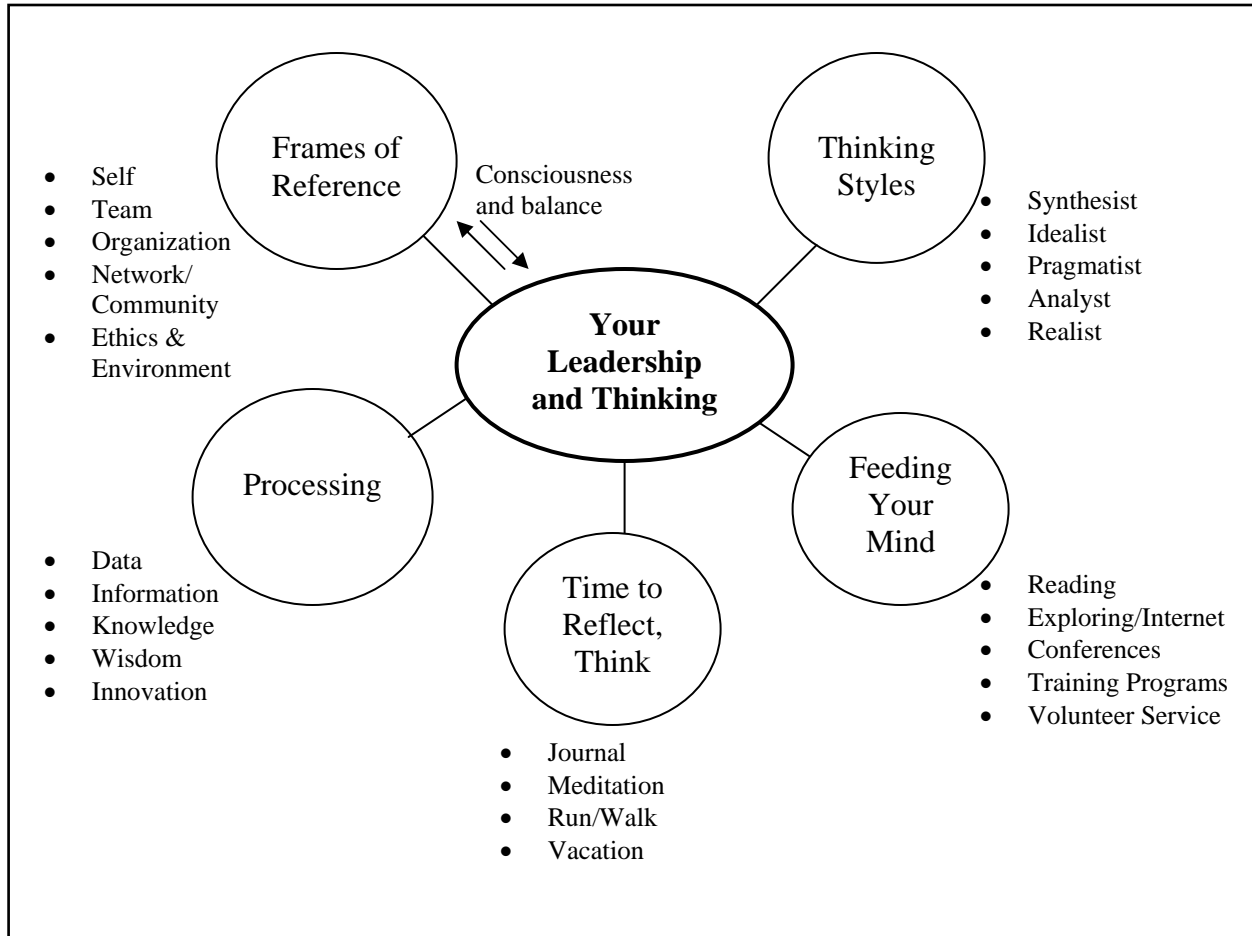 Frames of
Reference
• Self
• Team
• Organization
• Network/
Community
• Ethics &
Environment
Consciousness
and balance
Thinking
Styles
• Synthesist
• Idealist
• Pragmatist
• Analyst
• Realist
Your
Leadership
and Thinking
Processing
• Data
• Information
• Knowledge
• Wisdom
• Innovation
Time to
Reflect,
Think
• Journal
• Meditation
• Run/Walk
• Vacation
Feeding
Your
Mind
• Reading
• Exploring/Internet
• Conferences
• Training Programs
• Volunteer Service